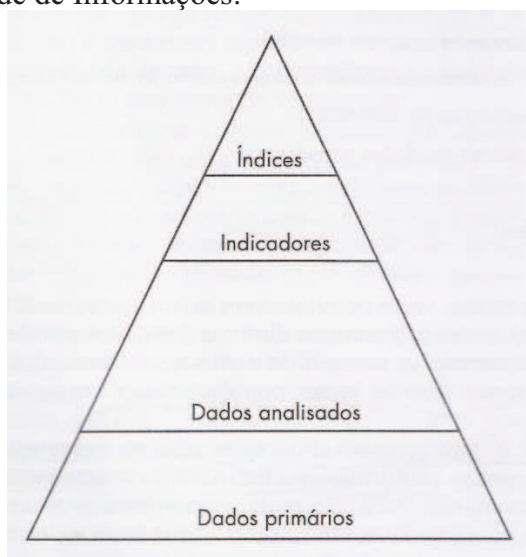 de de Informações.
Índices
Indicadores
Dados analisados
Dados primários